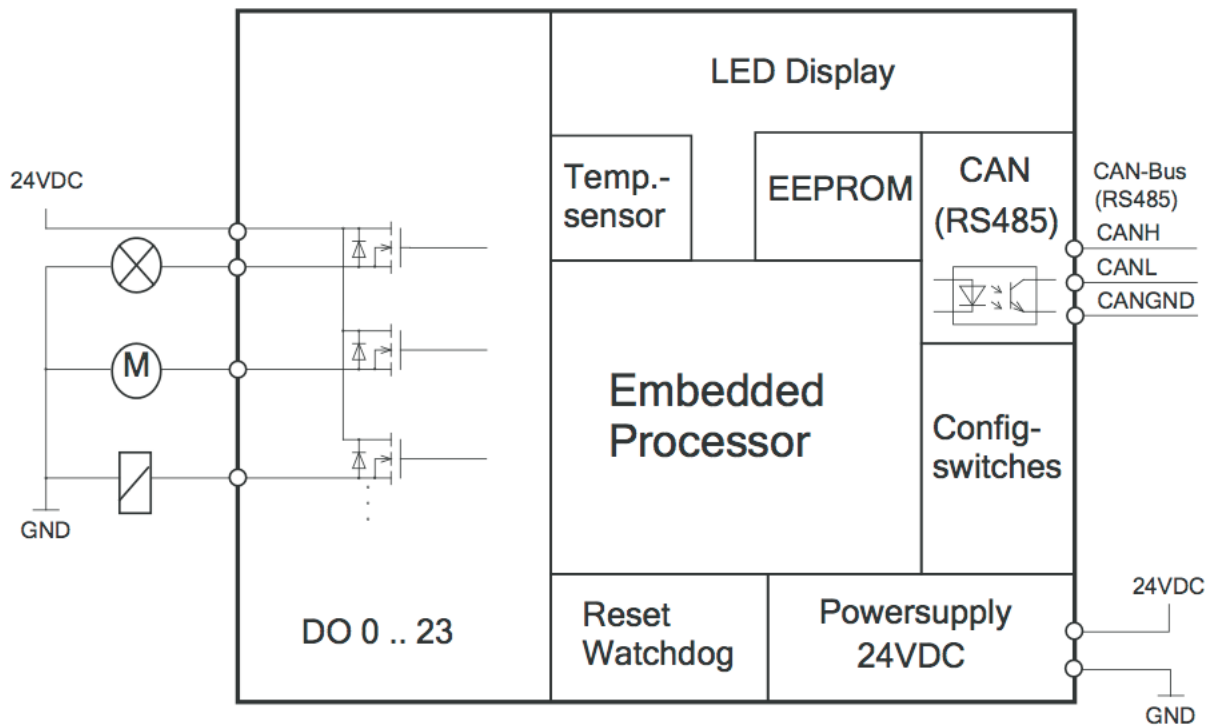 LED Display
Temp.-
sensor
EEPROM
CAN
(RS485)
CAN-Bus
(RS485)
CANH
CANL
CANGND
24VDC
M
GND
Embedded
Processor
Config-
switches
DO 0 .. 23
Reset
Watchdog
Powersupply
24VDC
24VDC
GND